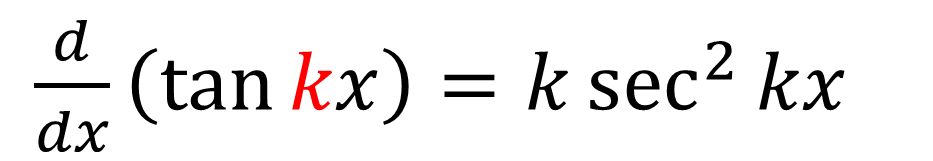 d/dx (tan kx) = k sec² kx